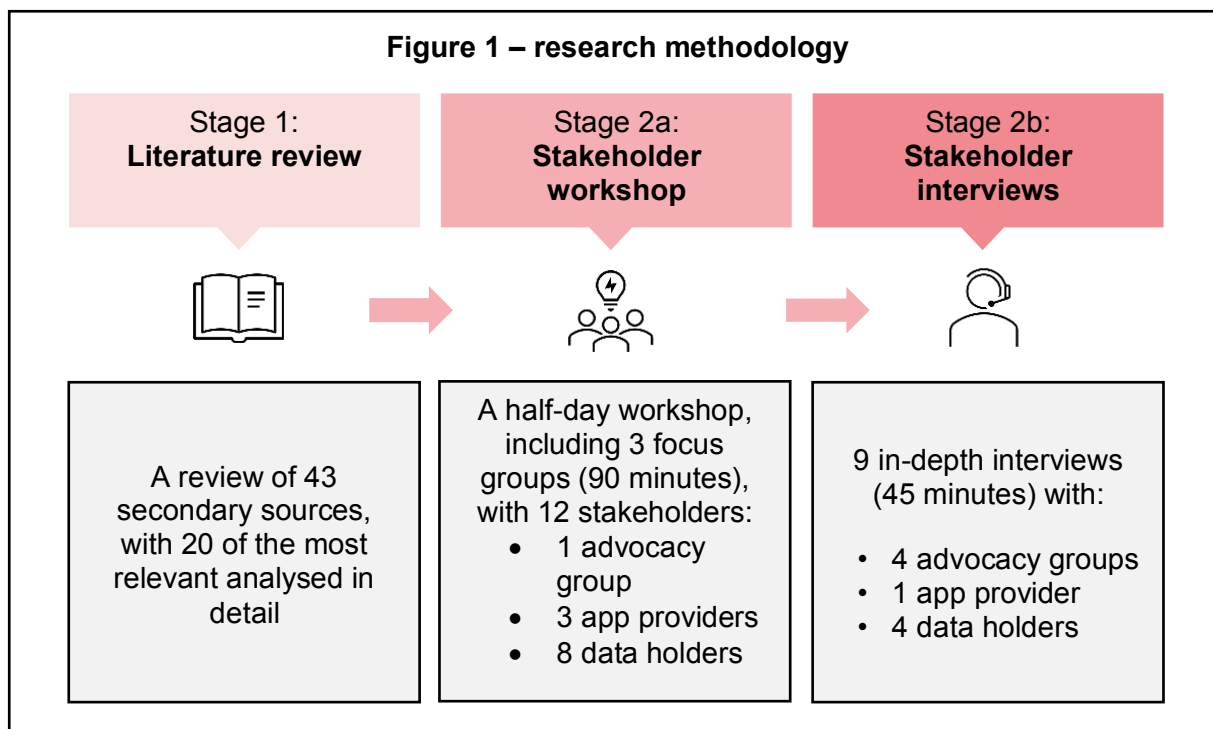 Figure 1 – research methodology
Stage 1:
Literature review
Stage 2a:
Stakeholder
workshop
Stage 2b:
Stakeholder
interviews
A review of 43
secondary sources,
with 20 of the most
relevant analysed in
detail
A half-day workshop,
including 3 focus
groups (90 minutes),
with 12 stakeholders:
• 1 advocacy
group
• 3 app providers
• 8 data holders
9 in-depth interviews
(45 minutes) with:
• 4 advocacy groups
• 1 app provider
• 4 data holders